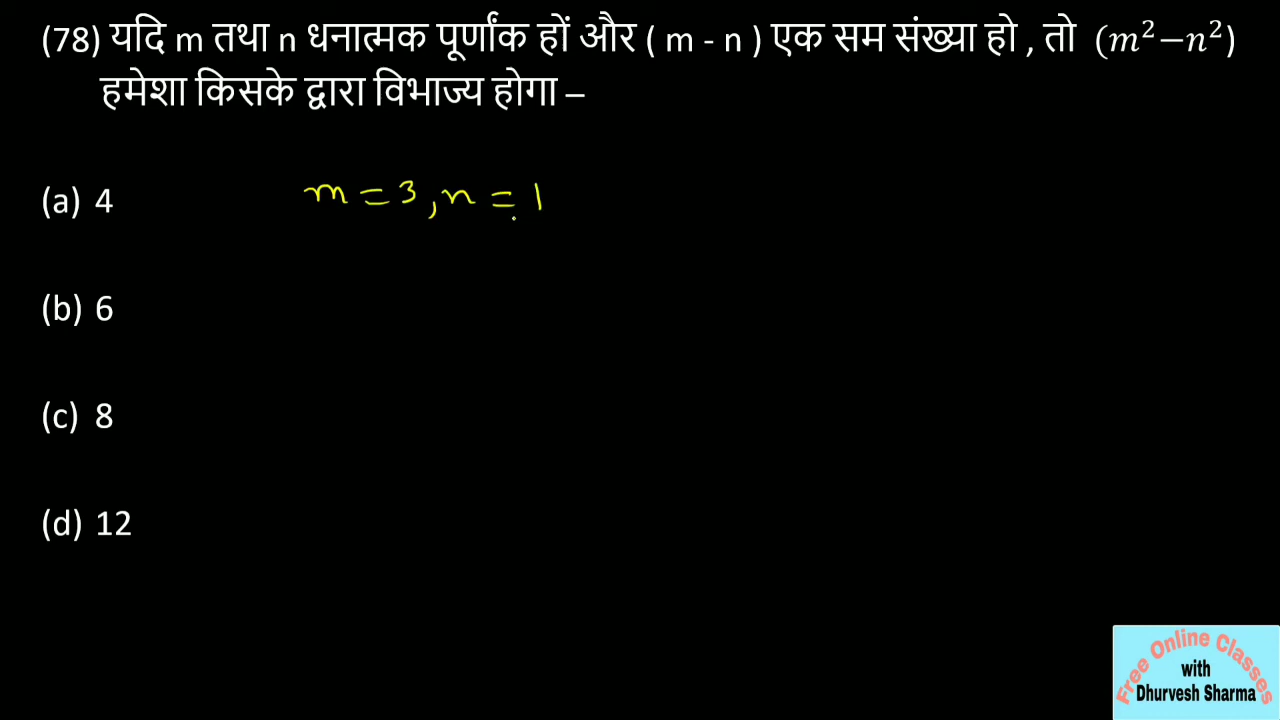 (78) यदि m तथा n धनात्मक पूर्णांक हों और ( m - n ) एक सम संख्या हो , तो (m²−n²)
हमेशा किसके द्वारा विभाज्य होगा –
(a) 4
m = 3, n = 1
(b) 6
(c) 8
(d) 12
Free Online Classes
with
Dhurvesh Sharma